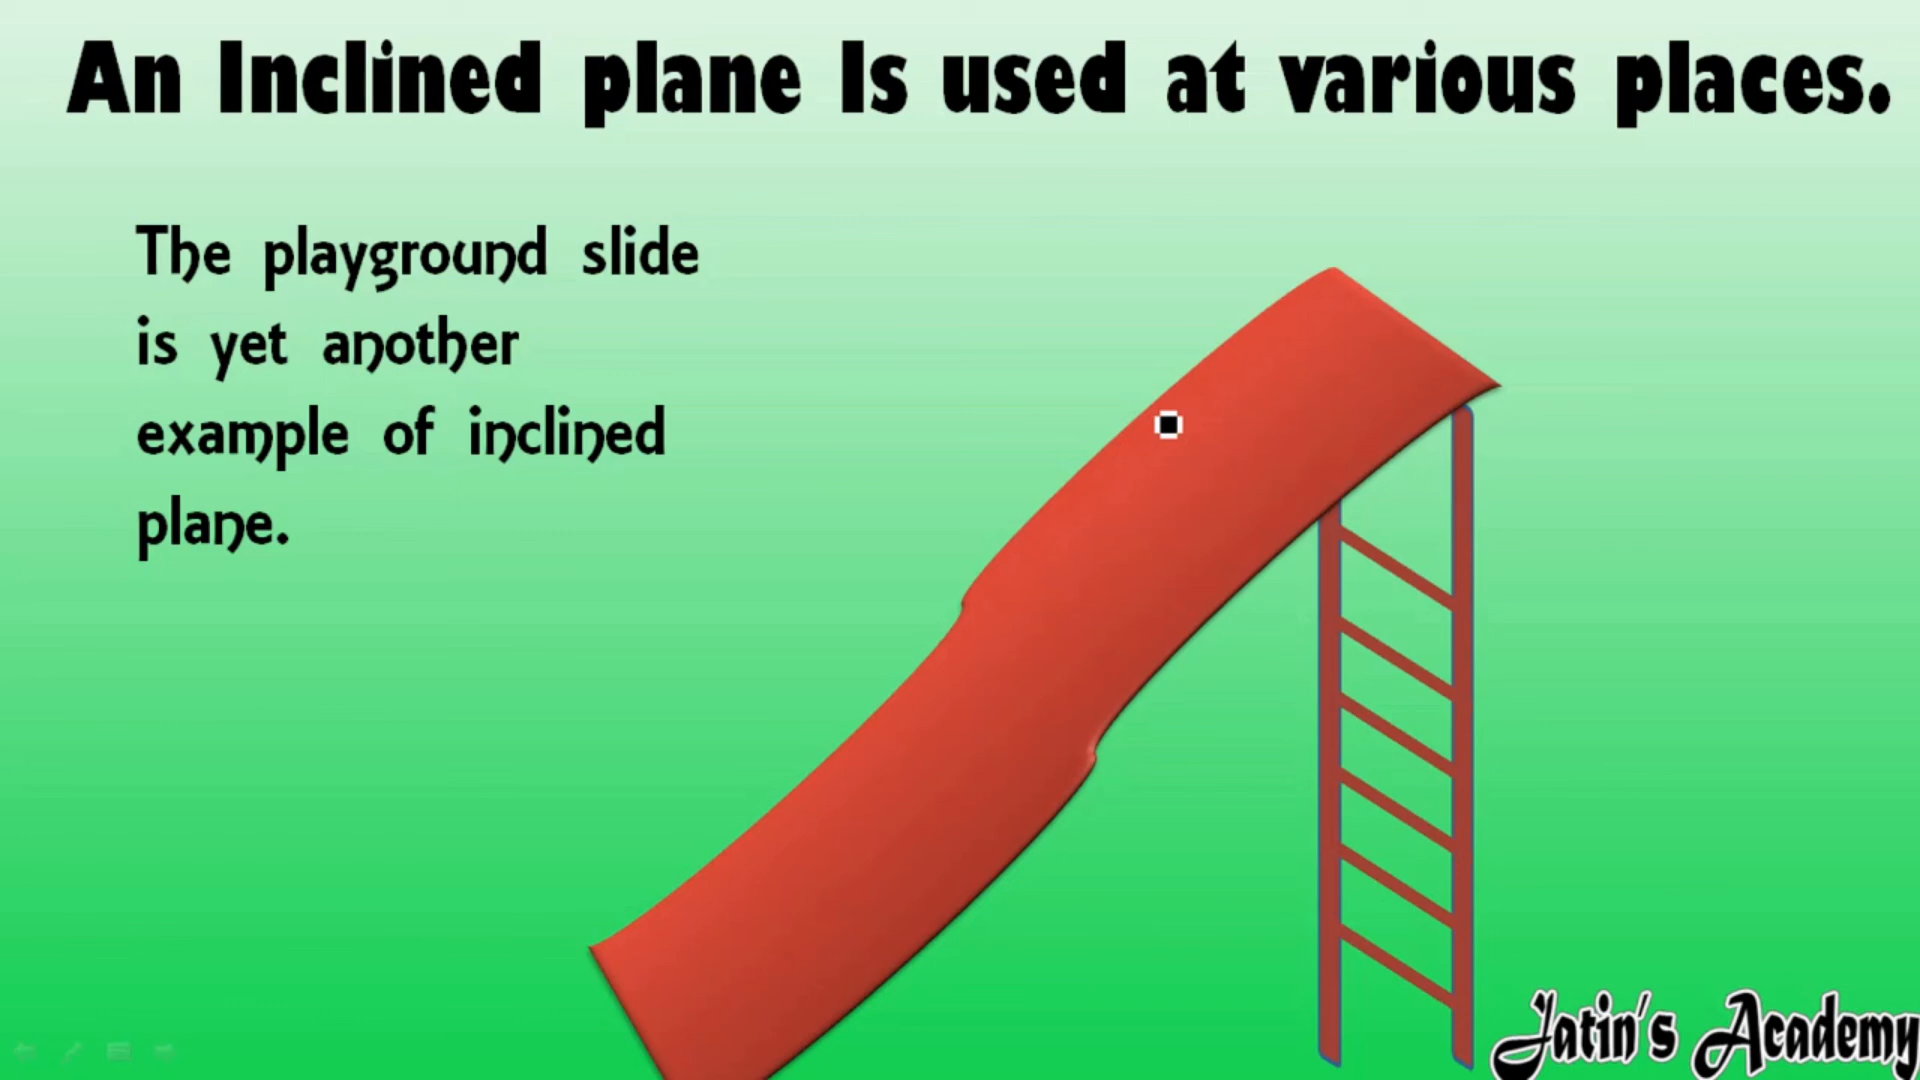 An Inclined plane Is used at various places.
The playground slide
is yet another
example of inclined
plane.
Jatin's Academy